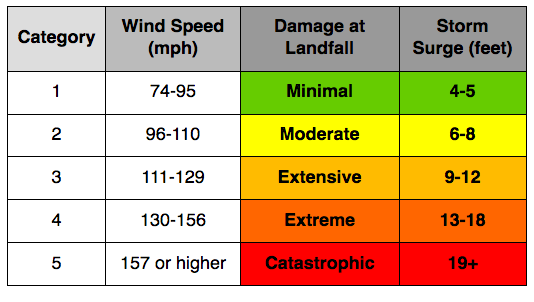 Category Wind Speed (mph) Damage at Landfall Storm Surge (feet)
1 74-95 Minimal 4-5
2 96-110 Moderate 6-8
3 111-129 Extensive 9-12
4 130-156 Extreme 13-18
5 157 or higher Catastrophic 19+